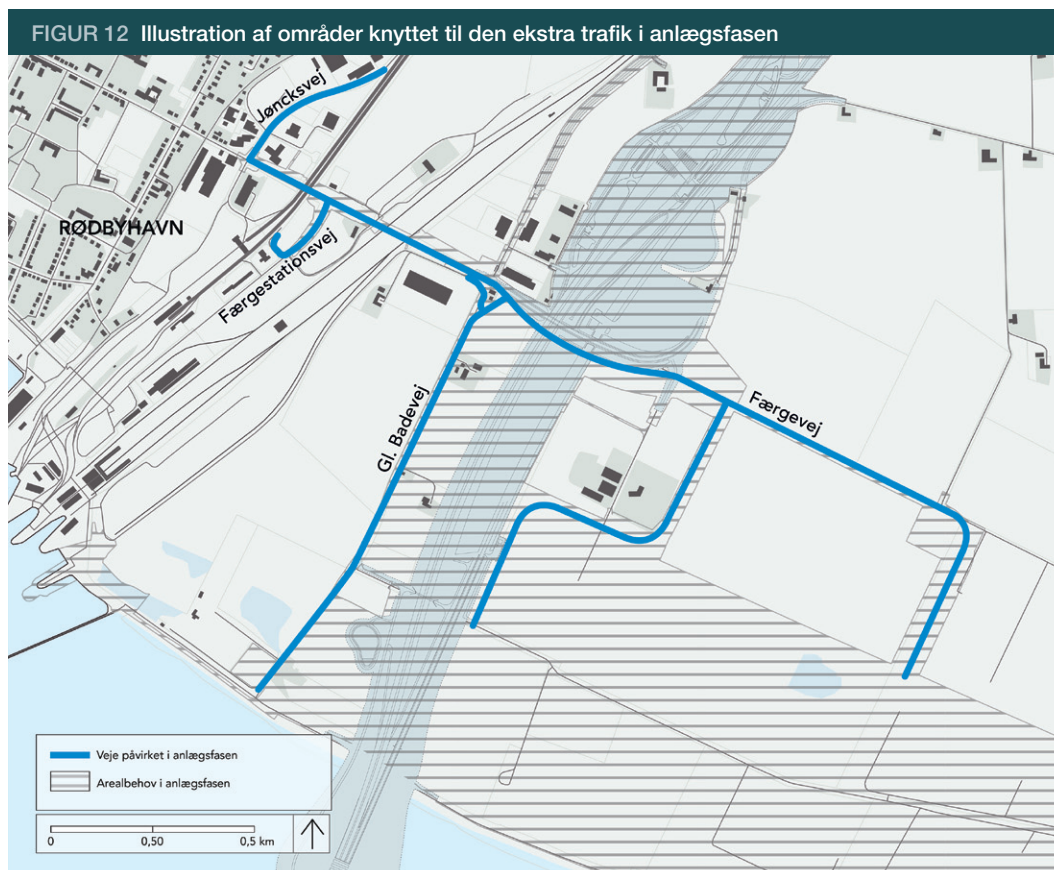 FIGUR 12 Illustration af områder knyttet til den ekstra trafik i anlægsfasen
Jøncksvej
RØDBYHAVN
Færgestationsvej
Gl. Badevej
Færgevej
Veje påvirket i anlægsfasen
Arealbehov i anlægsfasen
0 0,50 0,5 km